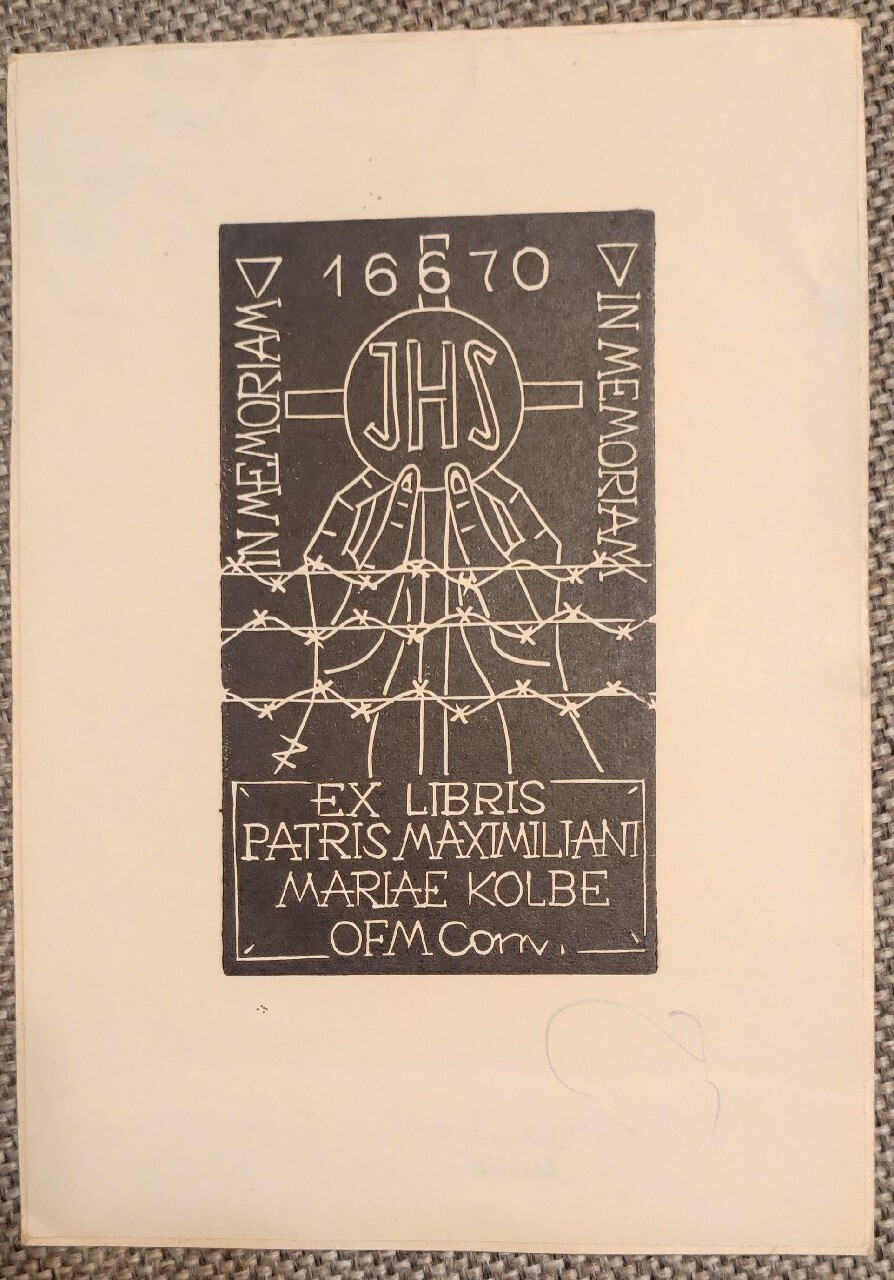 16670
IN MEMORIAM
IN MEMORIAM
JHS
EX LIBRIS
PATRIS MAXIMILIANI
MARIAE KOLBE
OFM Conv.